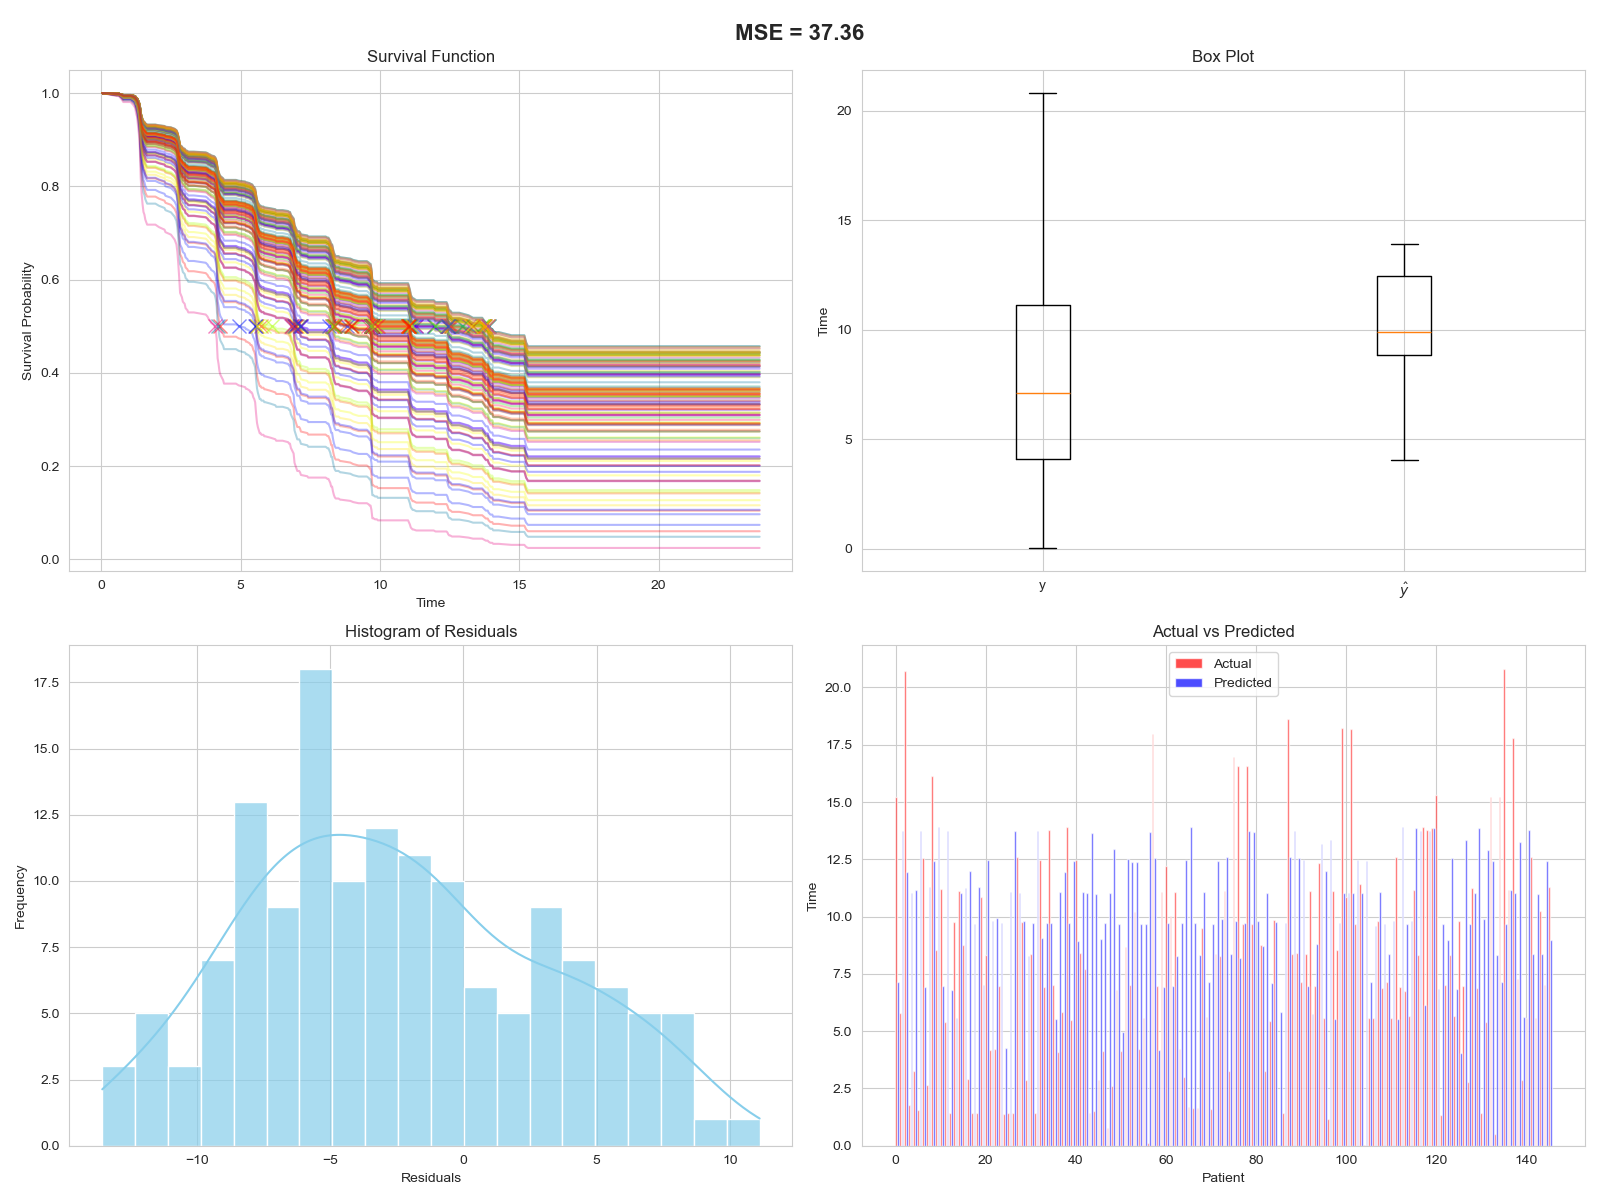 MSE = 37.36
Survival Function
1.0
0.8
0.6
0.4
0.2
0.0
Survival Probability
0 5 10 15 20
Time
Box Plot
20
15
10
5
0
Time
y ŷ
Histogram of Residuals
17.5
15.0
12.5
10.0
7.5
5.0
2.5
0.0
Frequency
−10 −5 0 5 10
Residuals
Actual vs Predicted
Actual
Predicted
20.0
17.5
15.0
12.5
10.0
7.5
5.0
2.5
0.0
Time
0 20 40 60 80 100 120 140
Patient